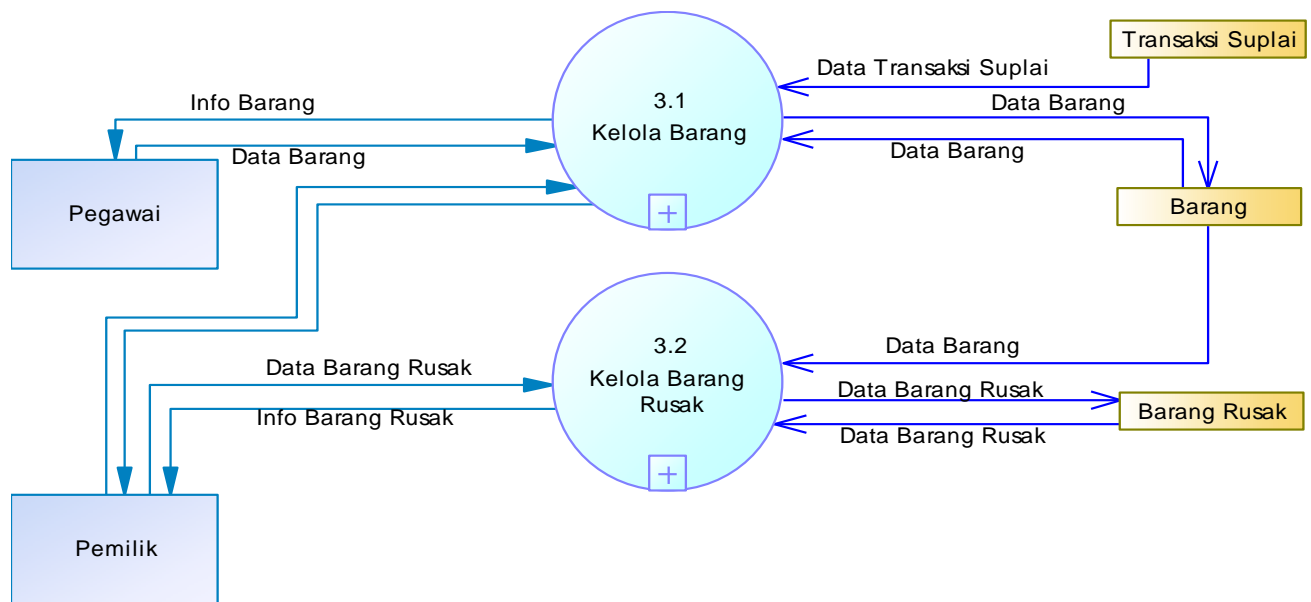 Transaksi Suplai
Data Transaksi Suplai
3.1
Kelola Barang
Info Barang
Data Barang
Data Barang
Data Barang
Pegawai
Barang
3.2
Kelola Barang
Rusak
Data Barang
Data Barang Rusak
Info Barang Rusak
Data Barang Rusak
Data Barang Rusak
Barang Rusak
Pemilik